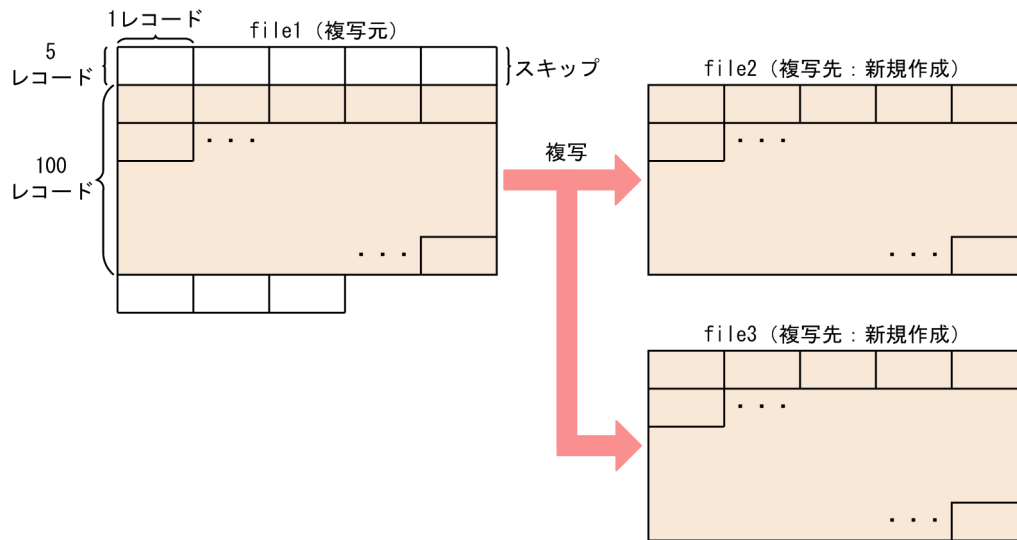 1レコード
file1（複写元）
5
レコード
スキップ
file2（複写先：新規作成）
・・・
・・・
複写
100
レコード
・・・
・・・
file3（複写先：新規作成）
・・・
・・・